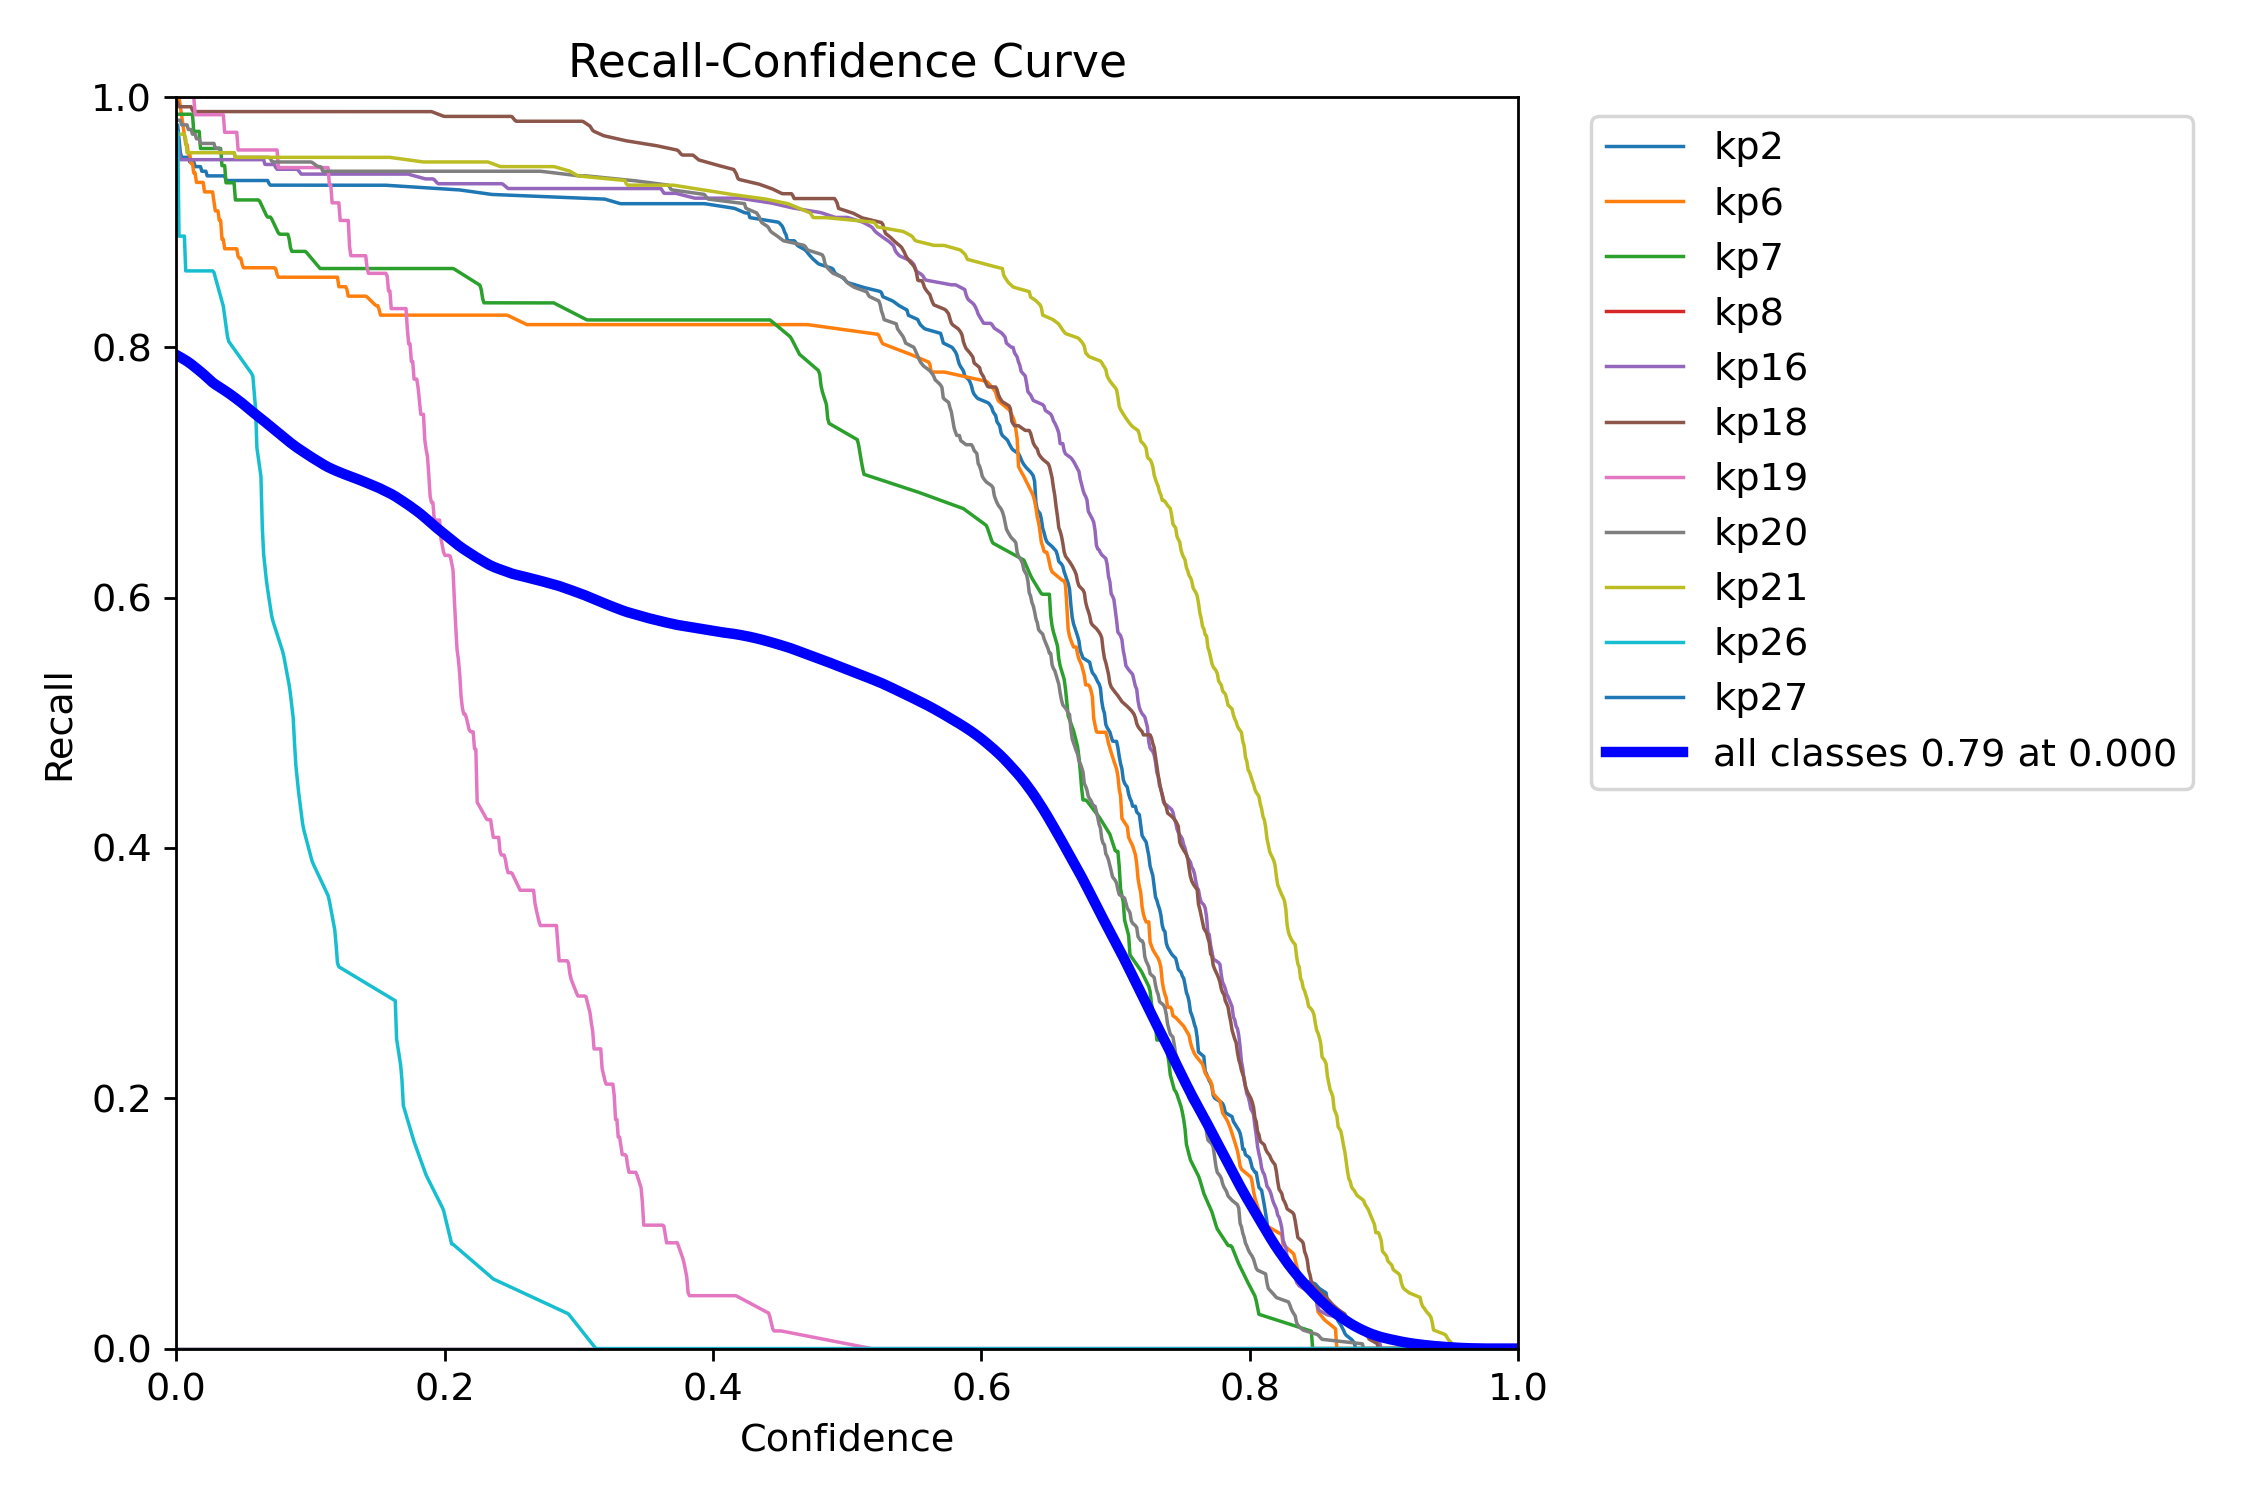 Recall-Confidence Curve
1.0
0.8
0.6
0.4
0.2
0.0
Recall
0.0 0.2 0.4 0.6 0.8 1.0
Confidence
kp2
kp6
kp7
kp8
kp16
kp18
kp19
kp20
kp21
kp26
kp27
all classes 0.79 at 0.000